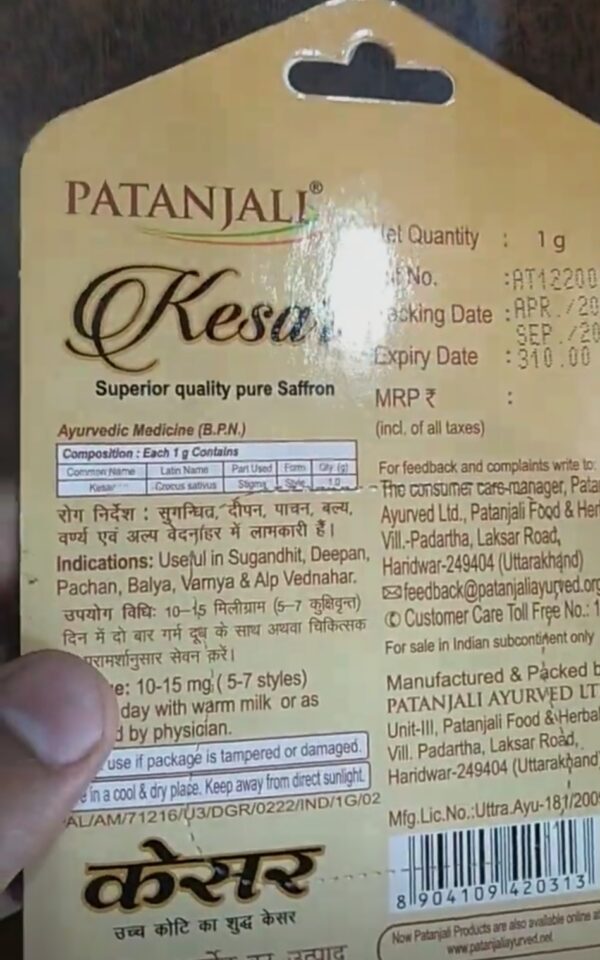 PATANJALI®
Kesar
Superior quality pure Saffron
Ayurvedic Medicine (B.P.N.)
Composition : Each 1 g Contains
Common Name Latin Name Part Used Form Qty (g)
Kesar Crocus sativus Stigma Style 1.0
रोग निर्देश : सुगन्धित, दीपन, पाचन, बल्य,
वर्ण्य एवं अल्प वेदनाहर में लाभकारी हैं।
Indications: Useful in Sugandhit, Deepan,
Pachan, Balya, Varnya & Alp Vednahar.
उपयोग विधि: 10-15 मिलीग्राम (5-7 कुक्षिवृन्त)
दिन में दो बार गर्म दूध के साथ अथवा चिकित्सक
परामर्शानुसार सेवन करें।
e: 10-15 mg ( 5-7 styles)
day with warm milk or as
d by physician.
use if package is tampered or damaged.
in a cool & dry place. Keep away from direct sunlight.
AL/AM/71216/U3/DGR/0222/IND/1G/02
केसर
उच्च कोटि का शुद्ध केसर
उत्पाद
Net Quantity : 1 g
No. :AT12200
Packing Date : APR./20
SEP./20
Expiry Date : 310.00
MRP ₹ :
(incl. of all taxes)
For feedback and complaints write to:
The consumer care-manager, Pata
Ayurved Ltd., Patanjali Food & Her
Vill.-Padartha, Laksar Road,
Haridwar-249404 (Uttarakhand)
feedback@patanjaliayurved.org
Customer Care Toll Free No.: 1
For sale in Indian subcontinent only
Manufactured & Packed b
PATANJALI AYURVED LT
Unit-III, Patanjali Food & Herbal
Vill. Padartha, Laksar Road,
Haridwar-249404 (Uttarakhand)
Mfg.Lic.No.:Uttra.Ayu-181/200
8 904109 420313
Now Patanjali Products are also available online at
www.patanjaliayurved.net